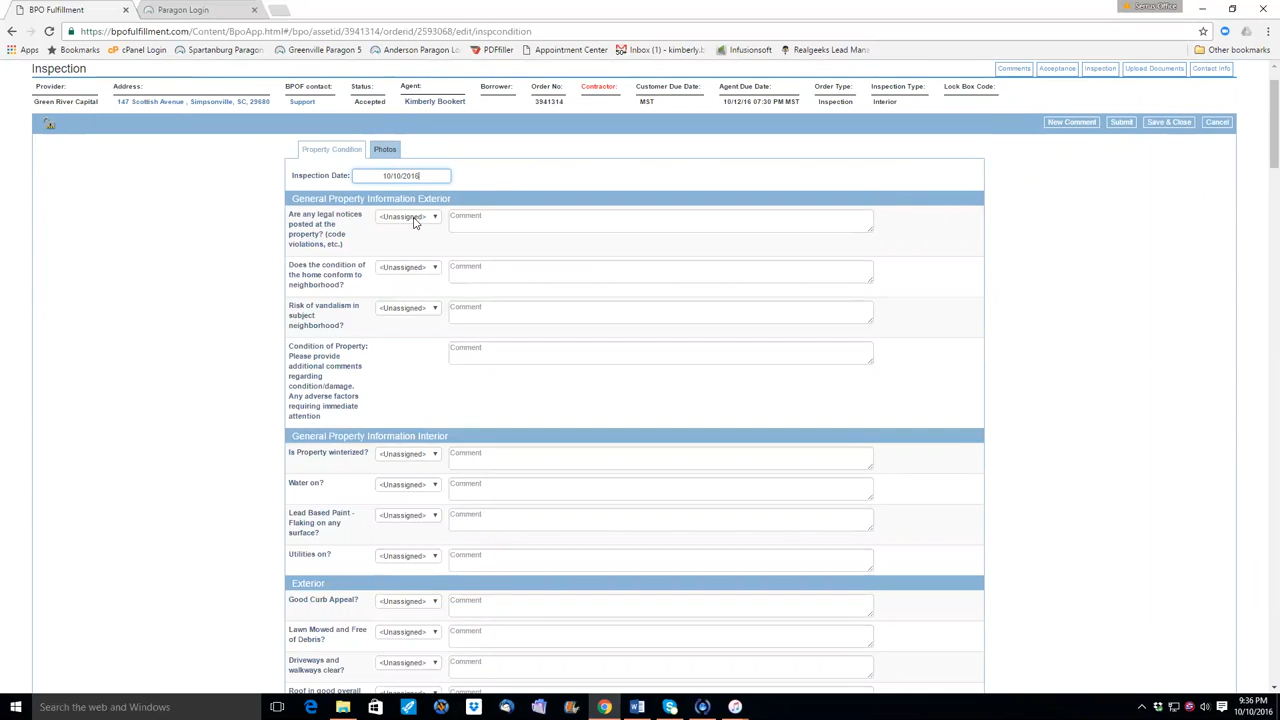 BPO Fulfillment
Paragon Login
Serrus Office
https://bpofulfillment.com/Content/BpoApp.html#/bpo/assetid/3941314/orderid/2593068/edit/inspcondition
Apps Bookmarks cPanel Login Spartanburg Paragon Greenville Paragon 5 Anderson Paragon Lo PDFfiller Appointment Center Inbox (1) - kimberly.b Infusionsoft Realgeeks Lead Mana Other bookmarks
Inspection
Comments Acceptance Inspection Upload Documents Contact Info
Provider: Address: BPOF contact: Status: Agent: Borrower: Order No: Contractor: Customer Due Date: Agent Due Date: Order Type: Inspection Type: Lock Box Code:
Green River Capital 147 Scottish Avenue , Simpsonville, SC, 29680 Support Accepted Kimberly Bookert 3941314 MST 10/12/16 07:30 PM MST Inspection Interior
New Comment Submit Save & Close Cancel
Property Condition Photos
Inspection Date: 10/10/2016
General Property Information Exterior
Are any legal notices
posted at the
property? (code
violations, etc.)
<Unassigned>
Comment
Does the condition of
the home conform to
neighborhood?
<Unassigned>
Comment
Risk of vandalism in
subject
neighborhood?
<Unassigned>
Comment
Condition of Property:
Please provide
additional comments
regarding
condition/damage.
Any adverse factors
requiring immediate
attention
Comment
General Property Information Interior
Is Property winterized?
<Unassigned>
Comment
Water on?
<Unassigned>
Comment
Lead Based Paint -
Flaking on any
surface?
<Unassigned>
Comment
Utilities on?
<Unassigned>
Comment
Exterior
Good Curb Appeal?
<Unassigned>
Comment
Lawn Mowed and Free
of Debris?
<Unassigned>
Comment
Driveways and
walkways clear?
<Unassigned>
Comment
Roof in good overall
<Unassigned>
Comment
Search the web and Windows
9:36 PM
10/10/2016